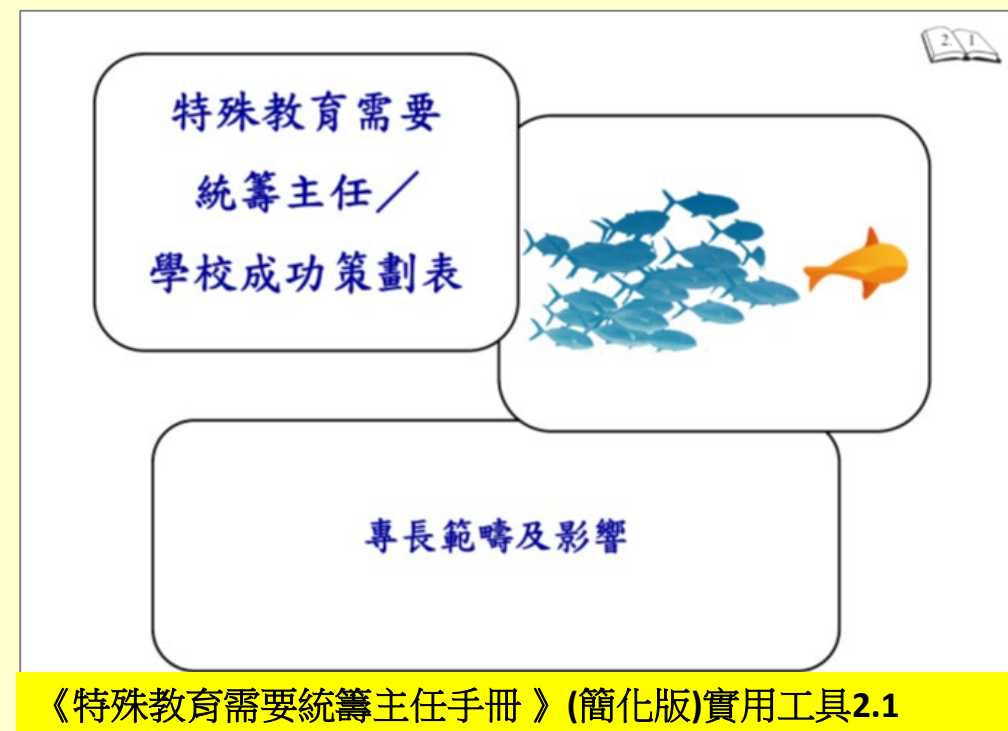 2. 1
特殊教育需要
統籌主任／
學校成功策劃表
專長範疇及影響
《特殊教育需要統籌主任手冊 》(簡化版)實用工具2.1